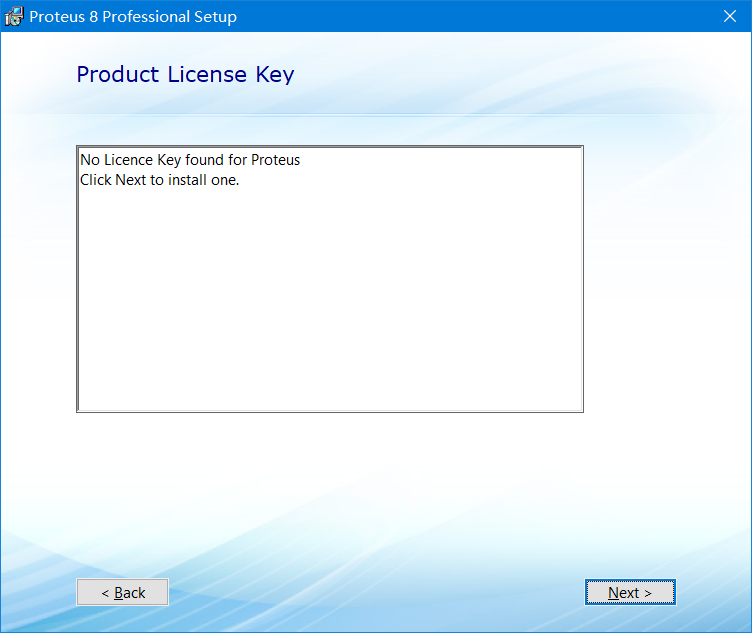 Proteus 8 Professional Setup
Product License Key
No Licence Key found for Proteus
Click Next to install one.
< Back
Next >